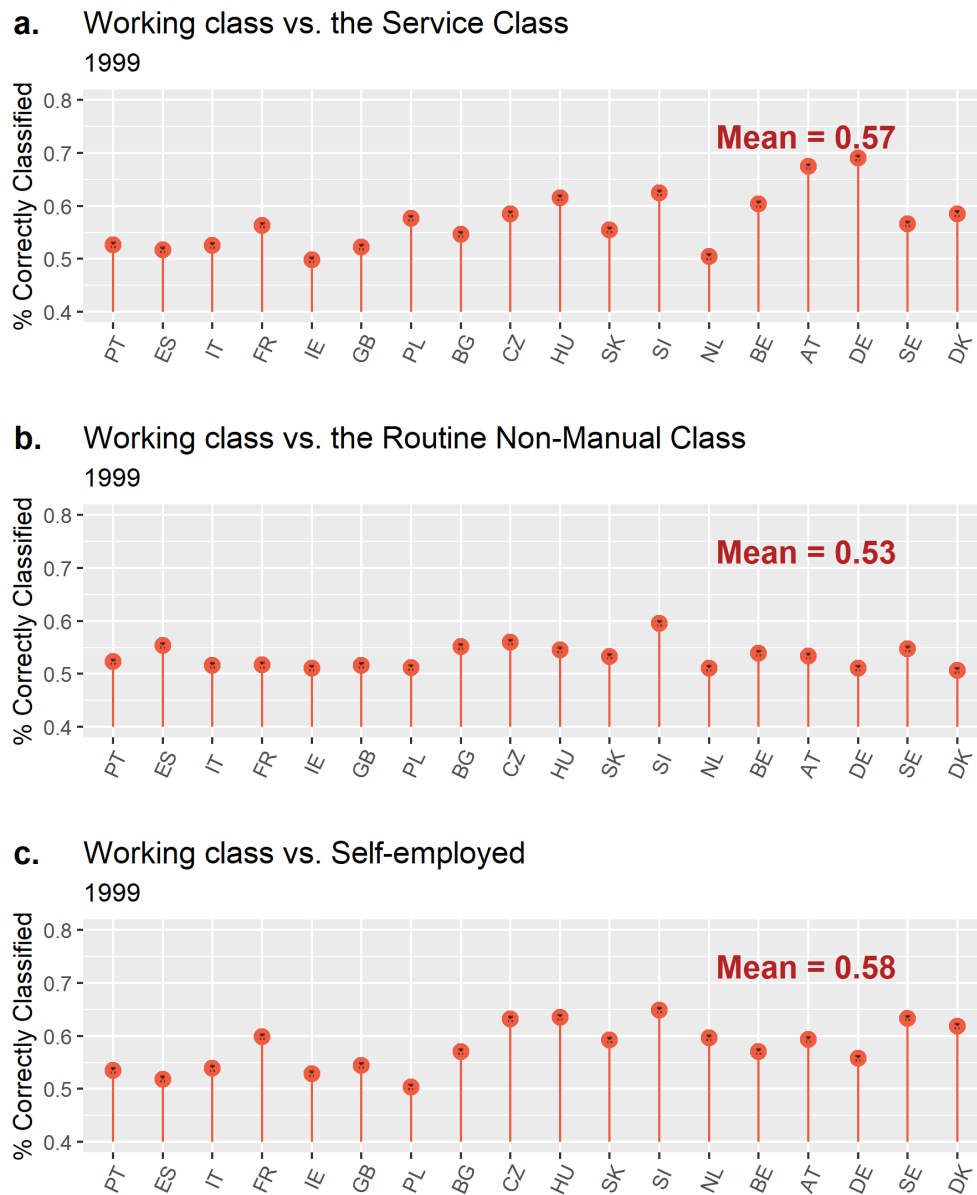 a. Working class vs. the Service Class
1999
% Correctly Classified
0.8
0.7
0.6
0.5
0.4
Mean = 0.57
PT ES IT FR IE GB PL BG CZ HU SK SI NL BE AT DE SE DK
b. Working class vs. the Routine Non-Manual Class
1999
% Correctly Classified
0.8
0.7
0.6
0.5
0.4
Mean = 0.53
PT ES IT FR IE GB PL BG CZ HU SK SI NL BE AT DE SE DK
c. Working class vs. Self-employed
1999
% Correctly Classified
0.8
0.7
0.6
0.5
0.4
Mean = 0.58
PT ES IT FR IE GB PL BG CZ HU SK SI NL BE AT DE SE DK